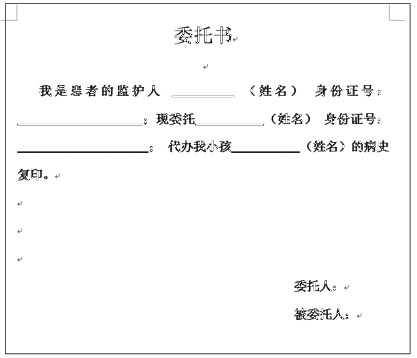 委托书
我是患者的监护人 ________ （姓名） 身份证号：
________________；现委托_________（姓名） 身份证号：
_________________； 代办我小孩_________（姓名）的病史
复印。
委托人：
被委托人：